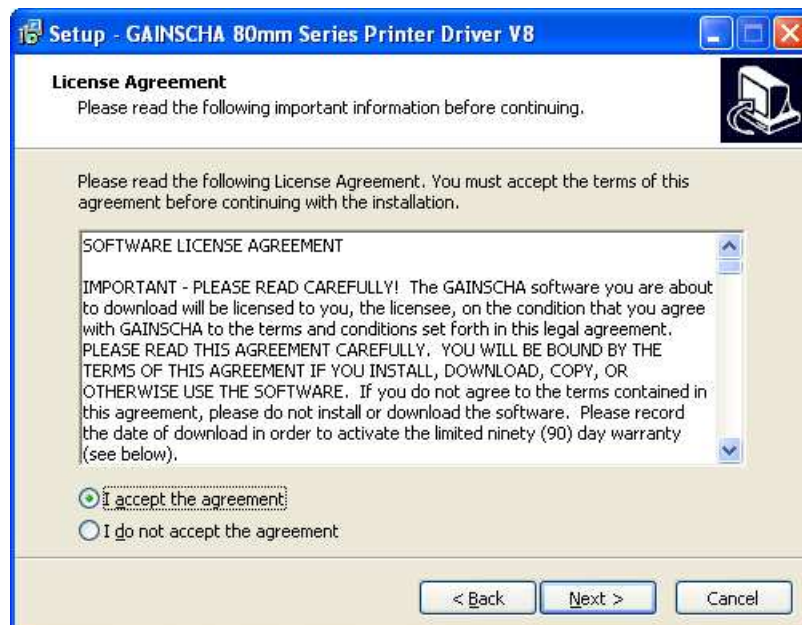 Setup - GAINSCHA 80mm Series Printer Driver V8
License Agreement
Please read the following important information before continuing.
Please read the following License Agreement. You must accept the terms of this
agreement before continuing with the installation.
SOFTWARE LICENSE AGREEMENT
IMPORTANT - PLEASE READ CAREFULLY!  The GAINSCHA software you are about
to download will be licensed to you, the licensee, on the condition that you agree
with GAINSCHA to the terms and conditions set forth in this legal agreement.
PLEASE READ THIS AGREEMENT CAREFULLY.  YOU WILL BE BOUND BY THE
TERMS OF THIS AGREEMENT IF YOU INSTALL, DOWNLOAD, COPY, OR
OTHERWISE USE THE SOFTWARE.  If you do not agree to the terms contained in
this agreement, please do not install or download the software.  Please record
the date of download in order to activate the limited ninety (90) day warranty
(see below).
I accept the agreement
I do not accept the agreement
< Back
Next >
Cancel